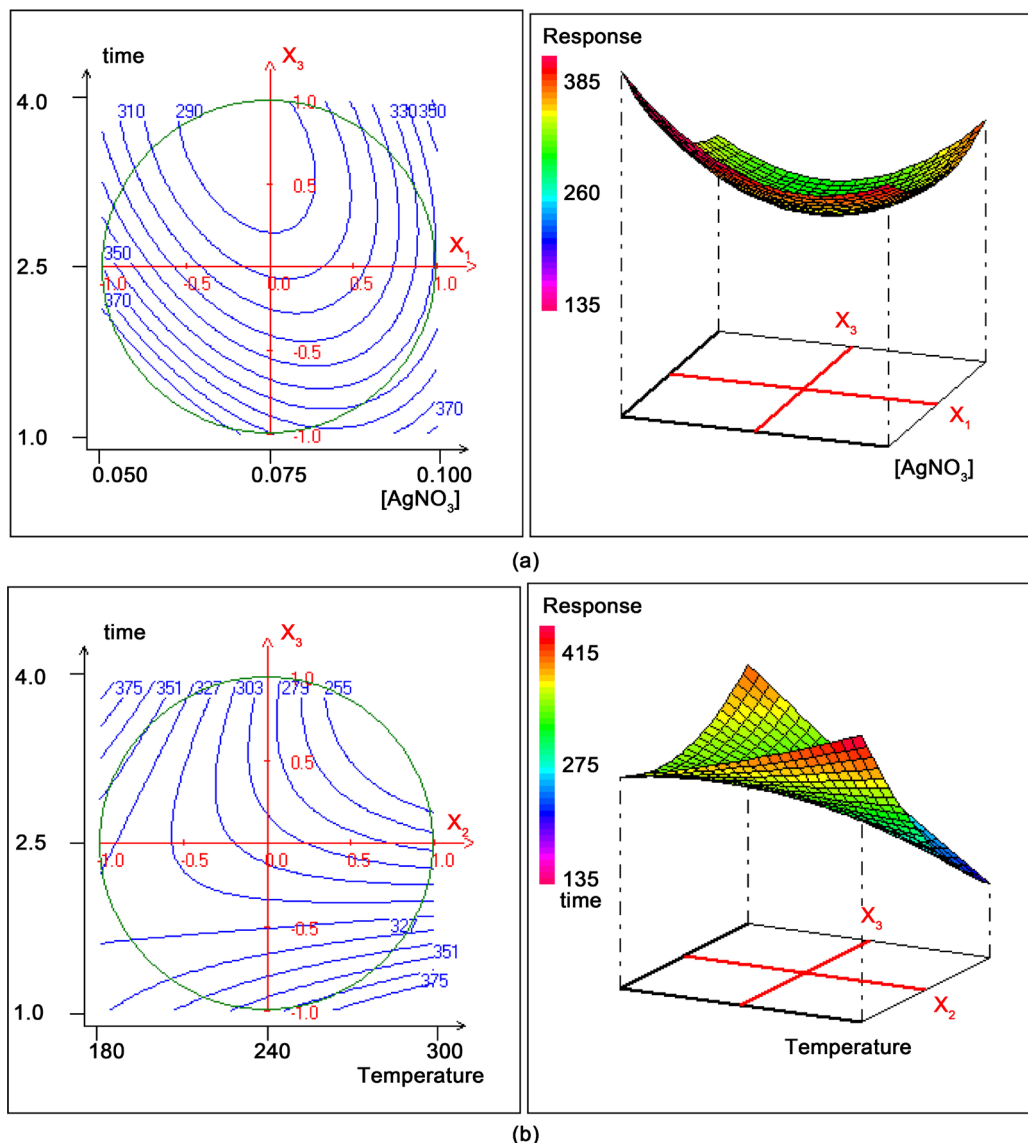 time
X3
4.0
310
290
1.0
330
350
0.5
X1
350
2.5
-1.0
-0.5
0.0
0.5
1.0
370
-0.5
1.0
-1.0
370
0.050
0.075
0.100
[AgNO3]
Response
385
260
135
X3
X1
[AgNO3]
(a)
time
X3
4.0
375
351
327
303
279
255
1.0
0.5
X2
2.5
-1.0
-0.5
0.0
0.5
1.0
-0.5
327
351
375
1.0
-1.0
180
240
300
Temperature
Response
415
275
135
time
X3
X2
Temperature
(b)